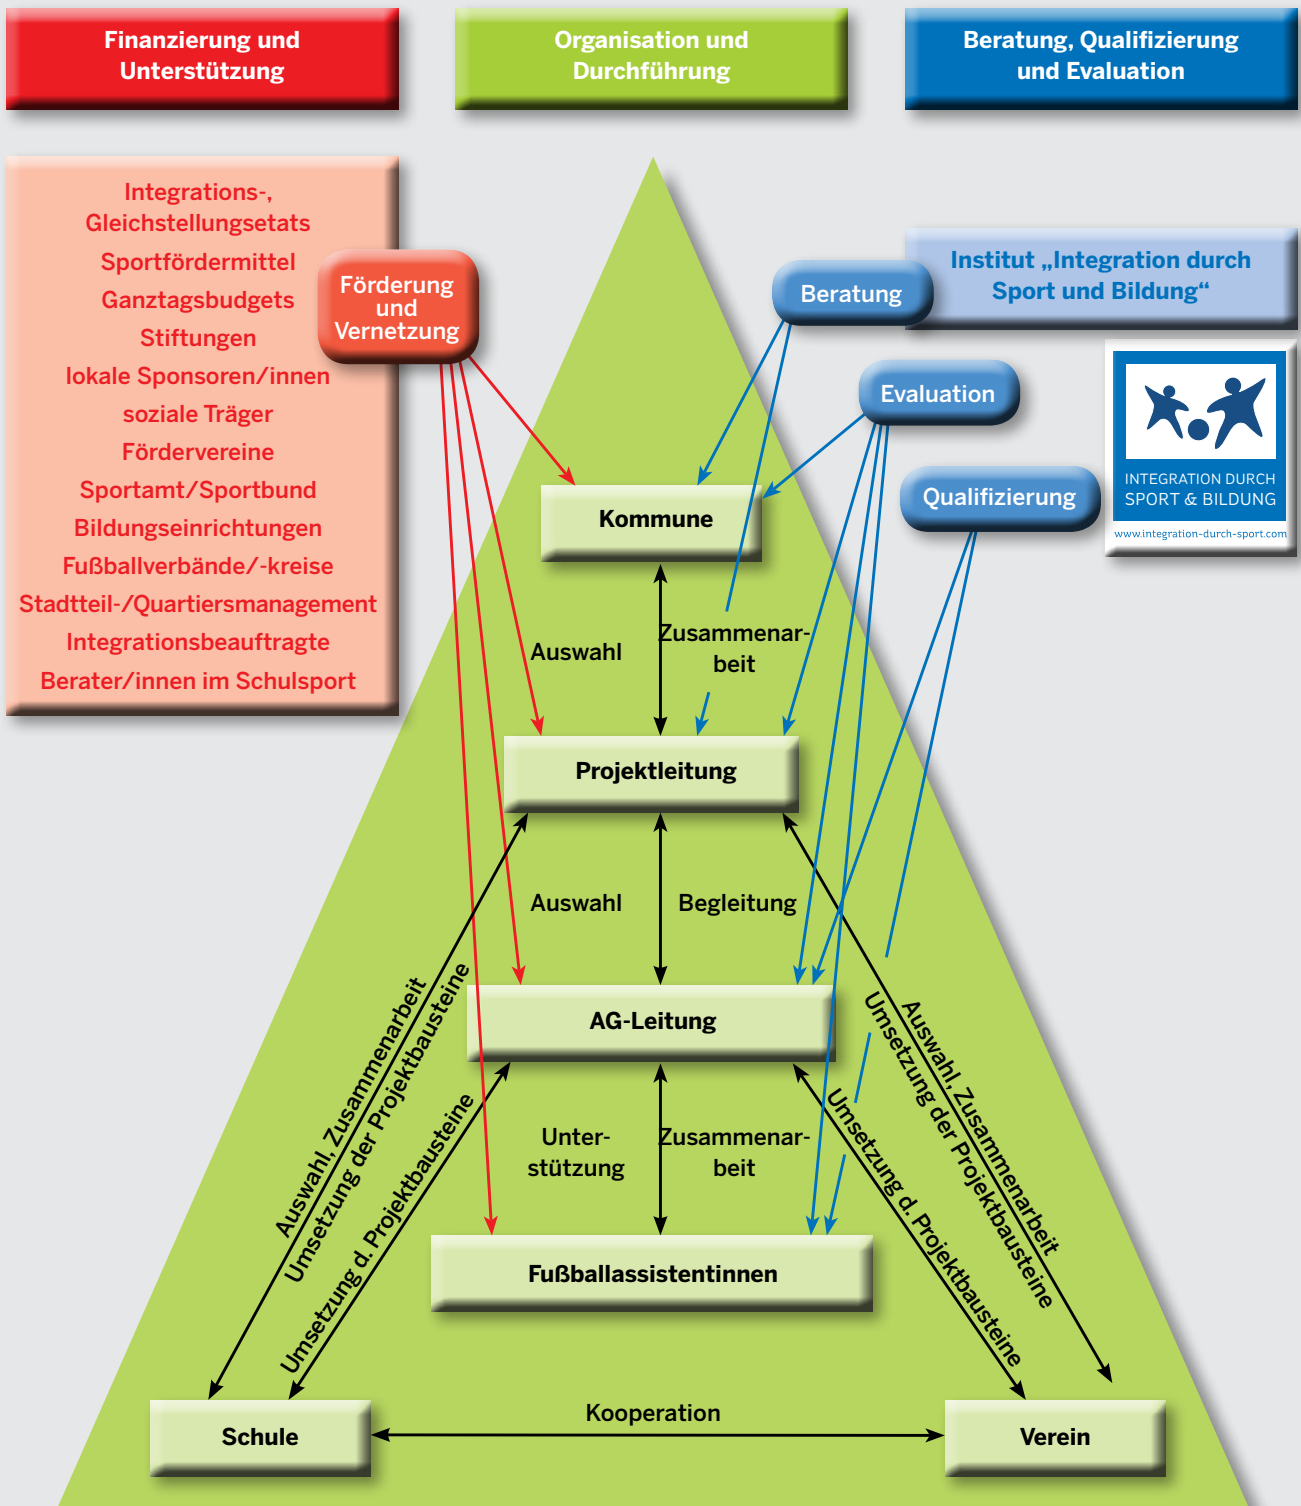 Finanzierung und
Unterstützung
Organisation und
Durchführung
Beratung, Qualifizierung
und Evaluation
Integrations-,
Gleichstellungsetats
Sportfördermittel
Ganztagsbudgets
Stiftungen
lokale Sponsoren/innen
soziale Träger
Fördervereine
Sportamt/Sportbund
Bildungseinrichtungen
Fußballverbände/-kreise
Stadtteil-/Quartiersmanagement
Integrationsbeauftragte
Berater/innen im Schulsport
Förderung
und
Vernetzung
Beratung
Institut „Integration durch
Sport und Bildung“
Evaluation
Qualifizierung
INTEGRATION DURCH
SPORT & BILDUNG
www.integration-durch-sport.com
Kommune
Auswahl
Zusammenar-
beit
Projektleitung
Auswahl
Begleitung
AG-Leitung
Auswahl, Zusammenarbeit
Umsetzung der Projektbausteine
Umsetzung d. Projektbausteine
Unter-
stützung
Zusammenar-
beit
Umsetzung d. Projektbausteine
Auswahl, Zusammenarbeit
Umsetzung der Projektbausteine
Fußballassistentinnen
Schule
Kooperation
Verein